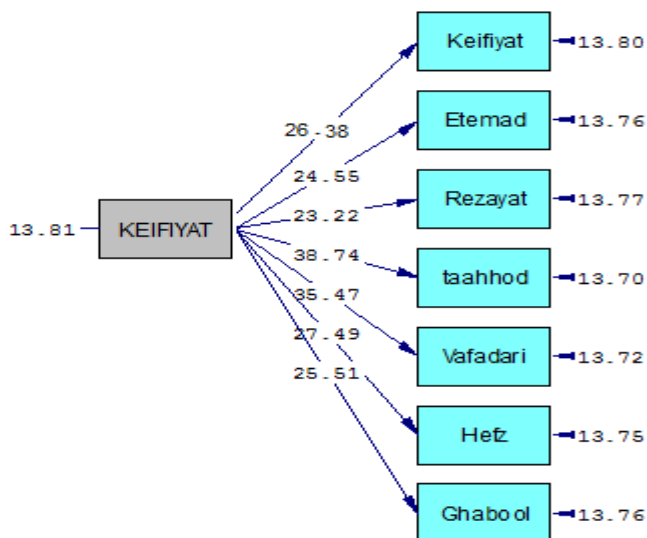 Keifiyat
13.80
26.38
Etemad
13.76
24.55
Rezayat
13.77
23.22
13.81
KEIFIYAT
38.74
taahhod
13.70
35.47
27.49
Vafadari
13.72
25.51
Hefz
13.75
Ghabool
13.76